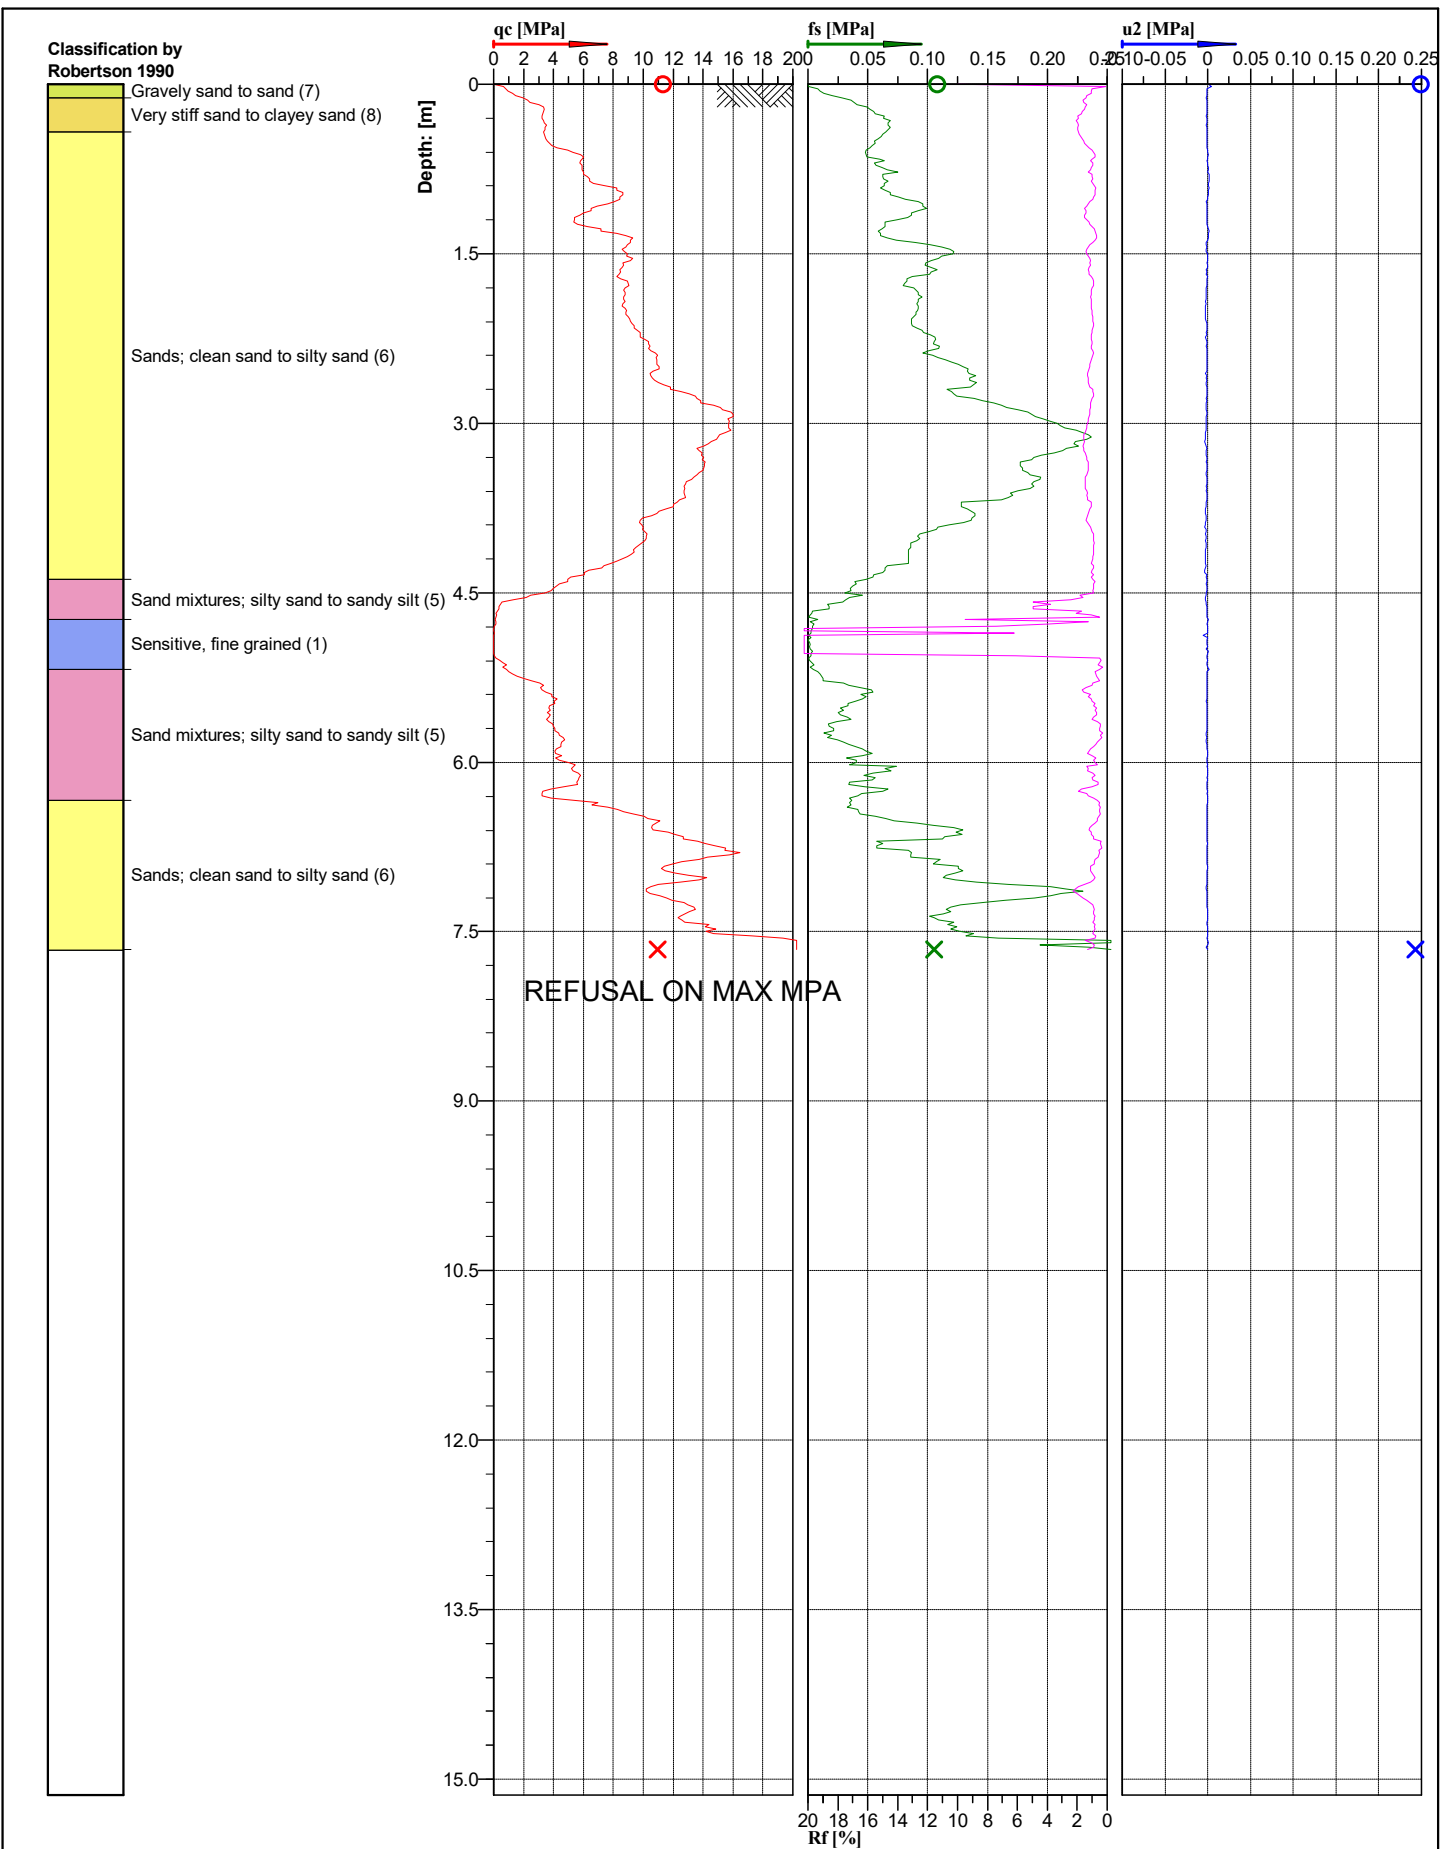 Classification by
Robertson 1990
qc [MPa]
fs [MPa]
u2 [MPa]
0 2 4 6 8 10 12 14 16 18 20
0 0.05 0.10 0.15 0.20
-0.05 0 0.05 0.10 0.15 0.20 0.25
Depth: [m]
0
1.5
3.0
4.5
6.0
7.5
9.0
10.5
12.0
13.5
15.0
Gravely sand to sand (7)
Very stiff sand to clayey sand (8)
Sands; clean sand to silty sand (6)
Sand mixtures; silty sand to sandy silt (5)
Sensitive, fine grained (1)
Sand mixtures; silty sand to sandy silt (5)
Sands; clean sand to silty sand (6)
REFUSAL ON MAX MPA
20 18 16 14 12 10 8 6 4 2 0
Rf [%]